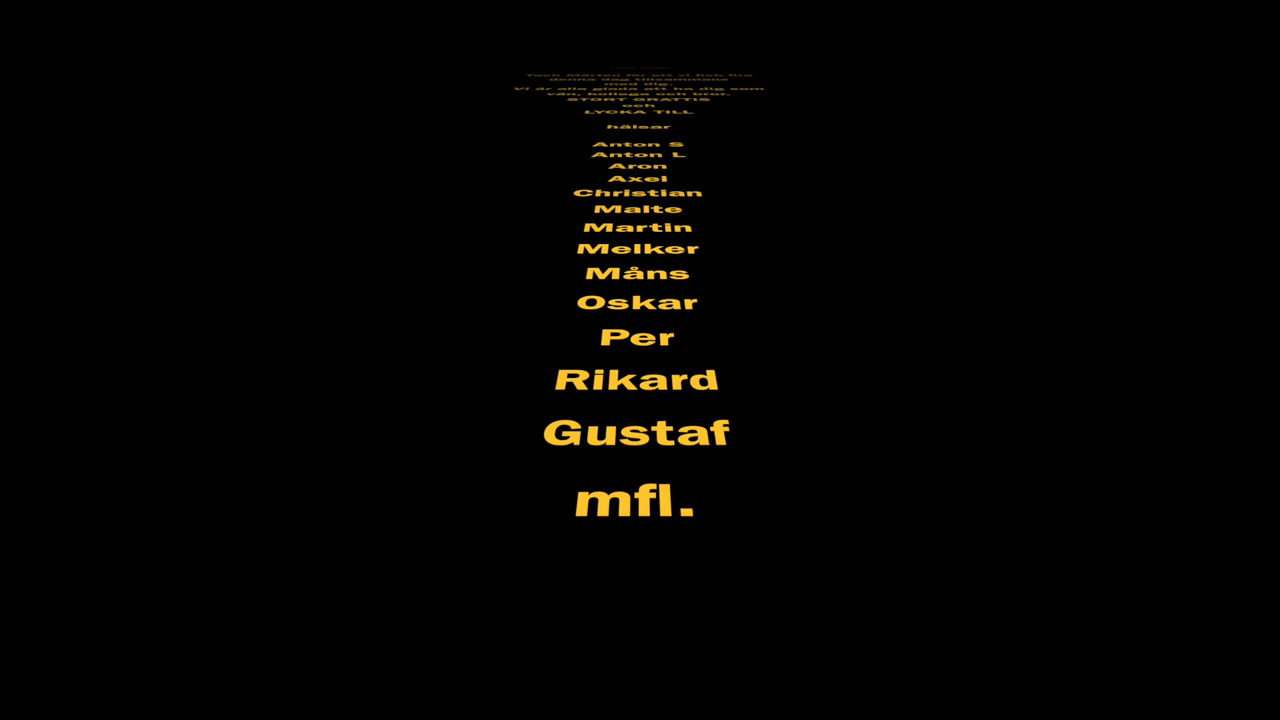 Tack Mårten för att vi fick fira
denna dag tillsammans
med dig.
Vi är alla glada att ha dig som
vän, kollega och bror.
STORT GRATTIS
och
LYCKA TILL
hälsar
Anton S
Anton L
Aron
Axel
Christian
Malte
Martin
Melker
Måns
Oskar
Per
Rikard
Gustaf
mfl.